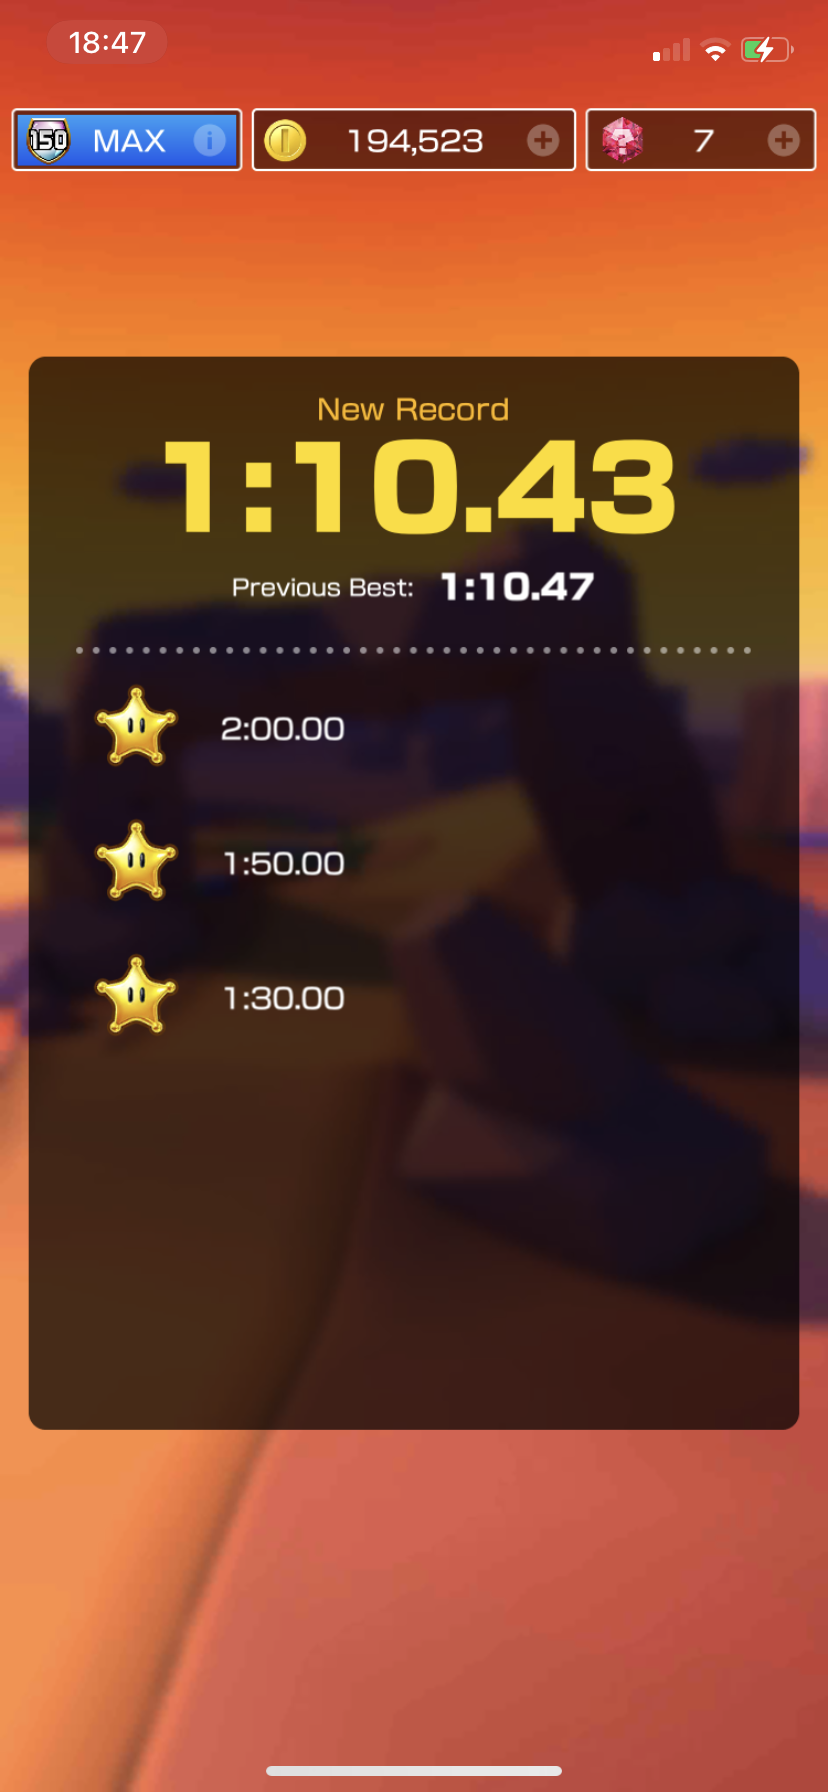 18:47
150 MAX i 194,523 + ? 7 +
New Record
1:10.43
Previous Best: 1:10.47
2:00.00
1:50.00
1:30.00